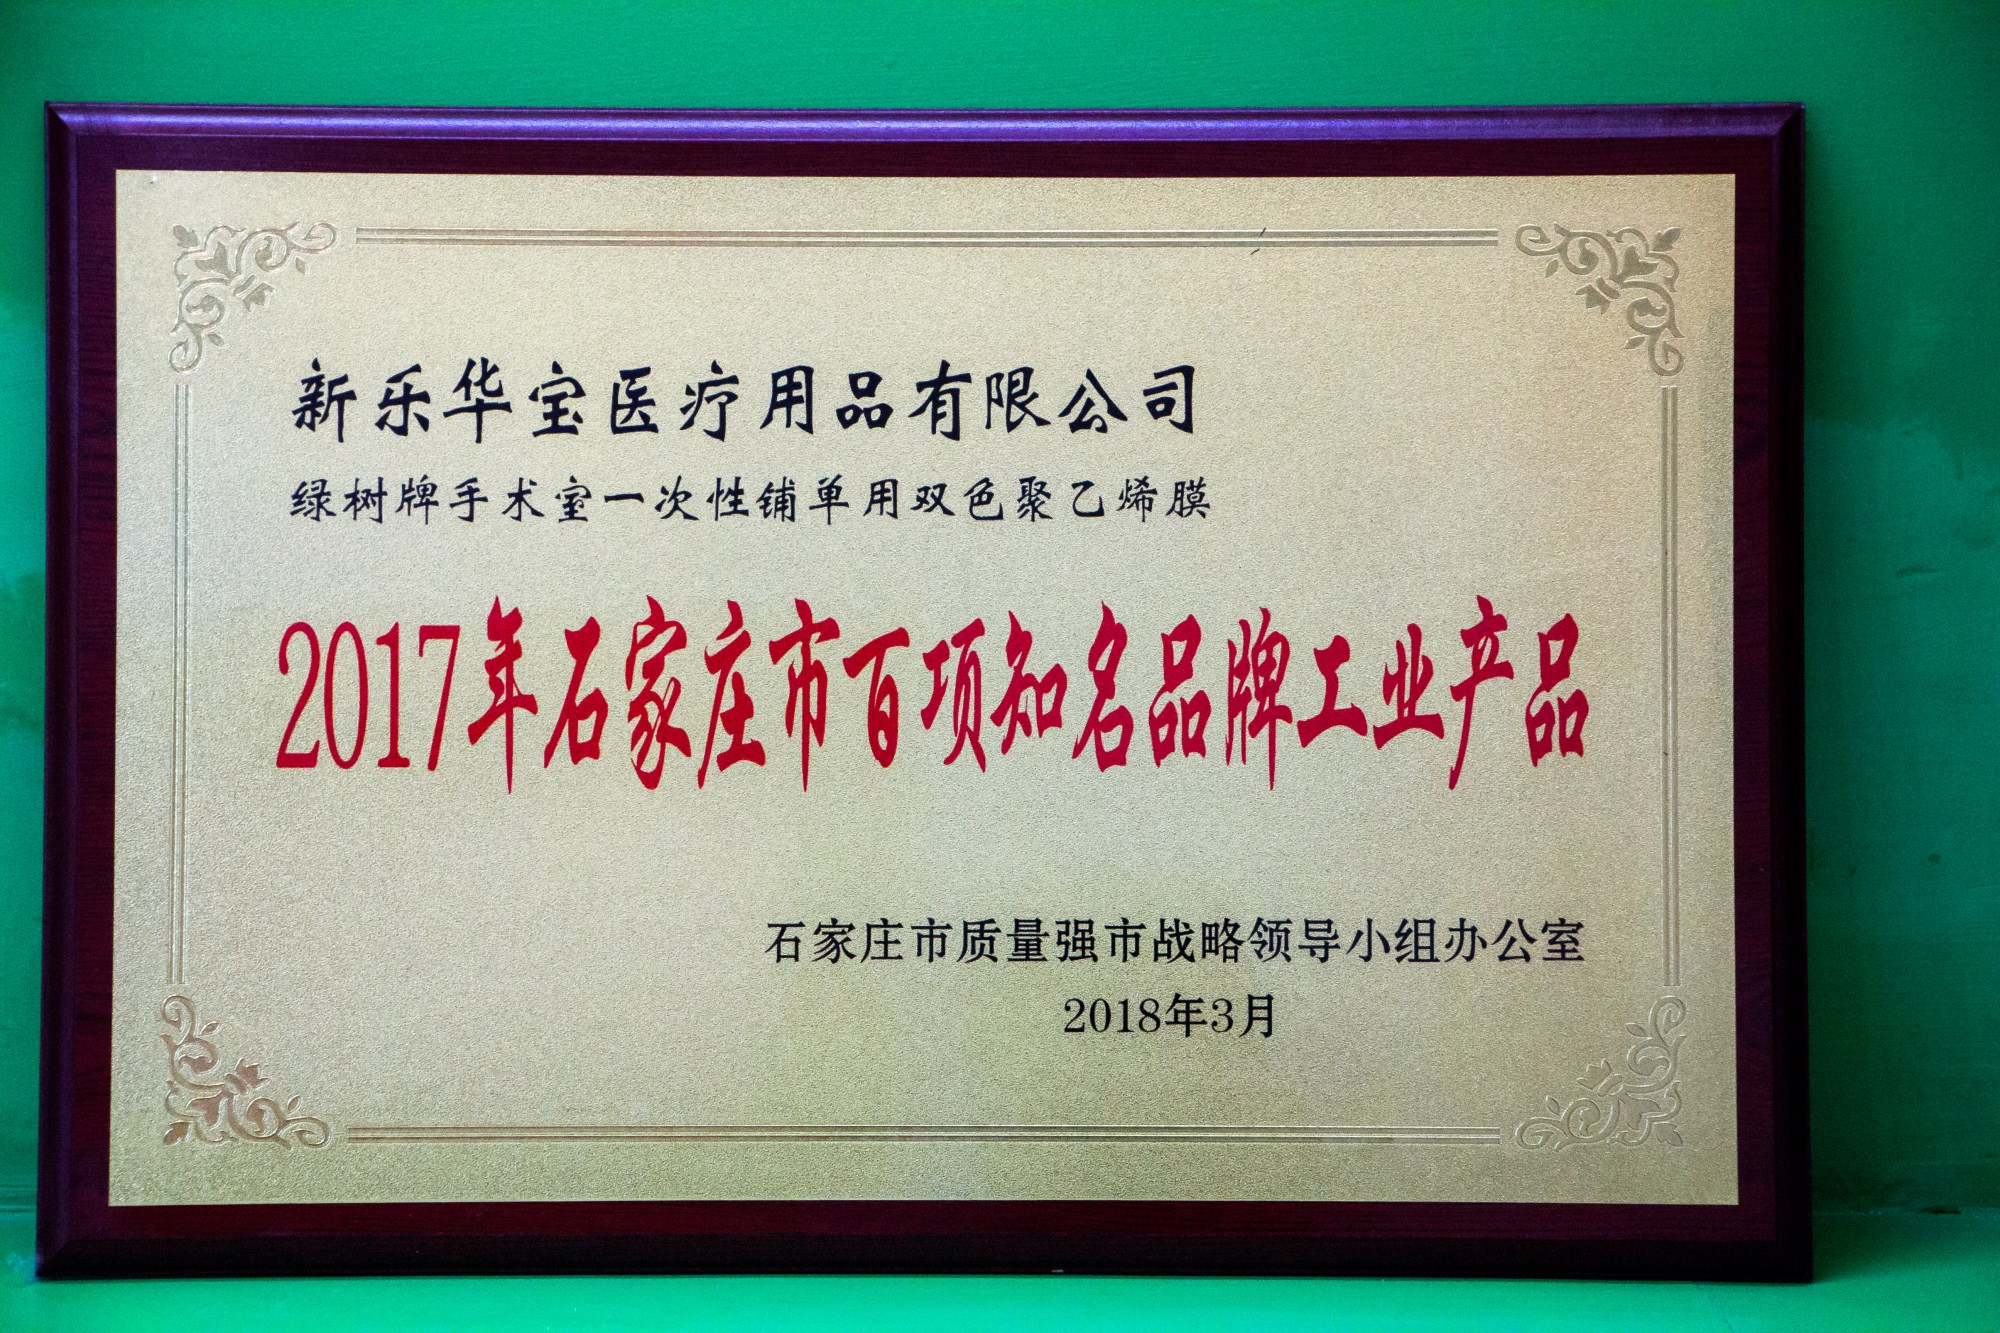 新乐华宝医疗用品有限公司
绿树牌手术室一次性铺单用双色聚乙烯膜
2017年石家庄市百项知名品牌工业产品
石家庄市质量强市战略领导小组办公室
2018年3月